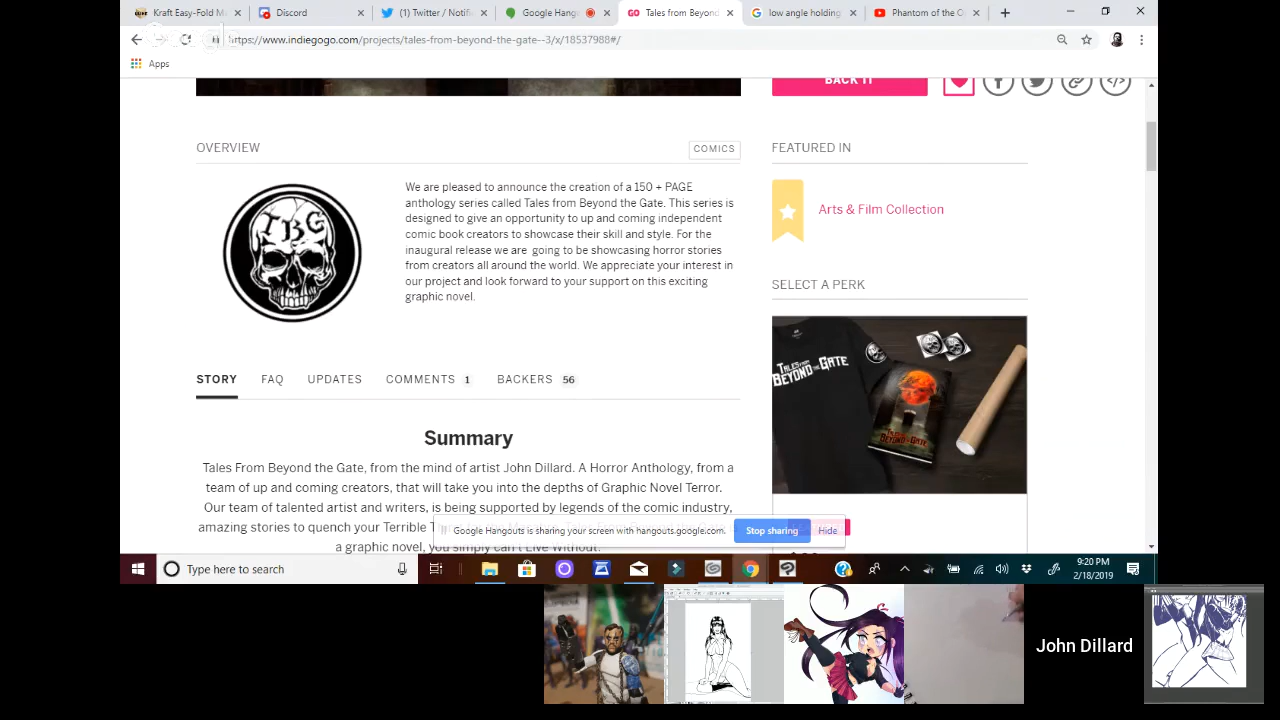 Kraft Easy-Fold M
Discord
(1) Twitter / Notifi
Google Hang
Tales from Beyond
low angle holding
Phantom of the O
https://www.indiegogo.com/projects/tales-from-beyond-the-gate--3/x/18537988#/
Apps
BACK IT
OVERVIEW
COMICS
We are pleased to announce the creation of a 150 + PAGE
anthology series called Tales from Beyond the Gate. This series is
designed to give an opportunity to up and coming independent
comic book creators to showcase their skill and style. For the
inaugural release we are going to be showcasing horror stories
from creators all around the world. We appreciate your interest in
our project and look forward to your support on this exciting
graphic novel.
TBG
FEATURED IN
Arts & Film Collection
SELECT A PERK
TALES FROM
BEYOND THE GATE
TALES FROM
BEYOND THE GATE
STORY FAQ UPDATES COMMENTS 1 BACKERS 56
Summary
Tales From Beyond the Gate, from the mind of artist John Dillard. A Horror Anthology, from a
team of up and coming creators, that will take you into the depths of Graphic Novel Terror.
Our team of talented artist and writers, is being supported by legends of the comic industry,
amazing stories to quench your Terrible
a graphic novel, you simply can't Live Without.
Google Hangouts is sharing your screen with hangouts.google.com.
Stop sharing
Hide
Type here to search
9:20 PM
2/18/2019
John Dillard